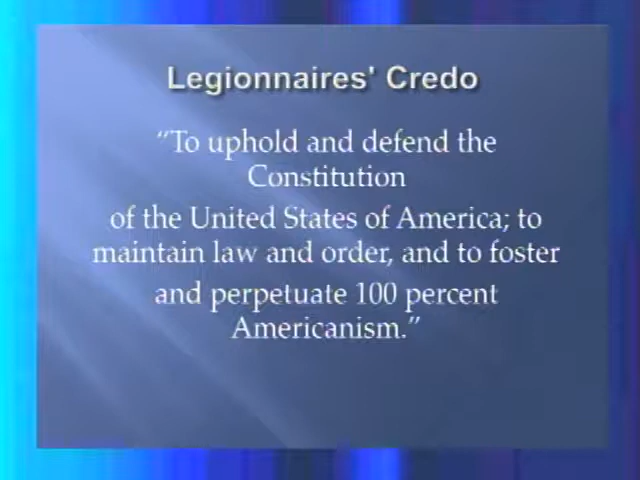 Legionnaires' Credo
“To uphold and defend the
Constitution
of the United States of America; to
maintain law and order, and to foster
and perpetuate 100 percent
Americanism.”